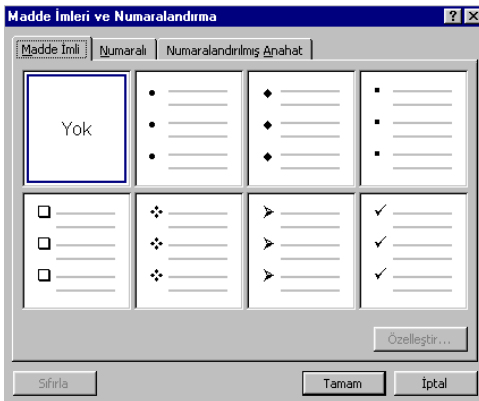 Madde İmleri ve Numaralandırma
Madde İmli Numaralı Numaralandırılmış Anahat
Yok
Özelleştir...
Sıfırla Tamam İptal